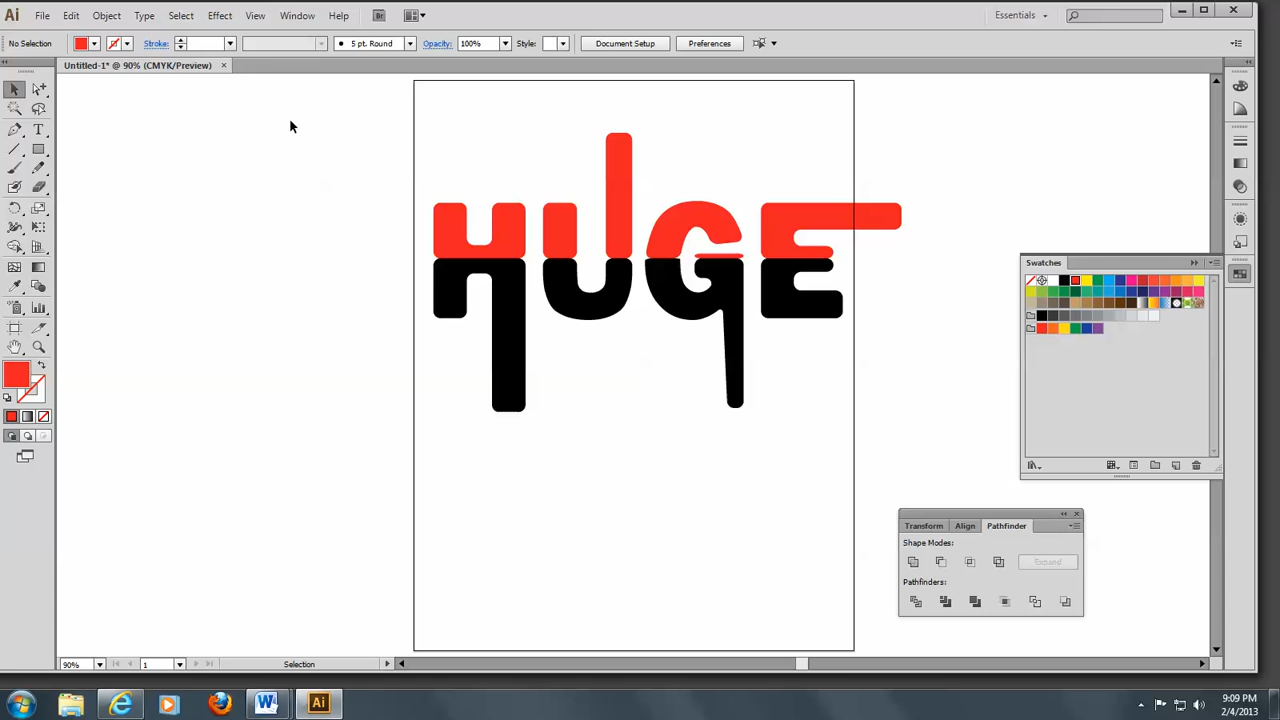 Ai File Edit Object Type Select Effect View Window Help Br Essentials
No Selection Stroke: 5 pt. Round Opacity: 100% Style: Document Setup Preferences
Untitled-1* @ 90% (CMYK/Preview) ×
HUGE
Swatches
Transform Align Pathfinder
Shape Modes:
Expand
Pathfinders:
90% 1 Selection
W Ai 9:09 PM
2/4/2013